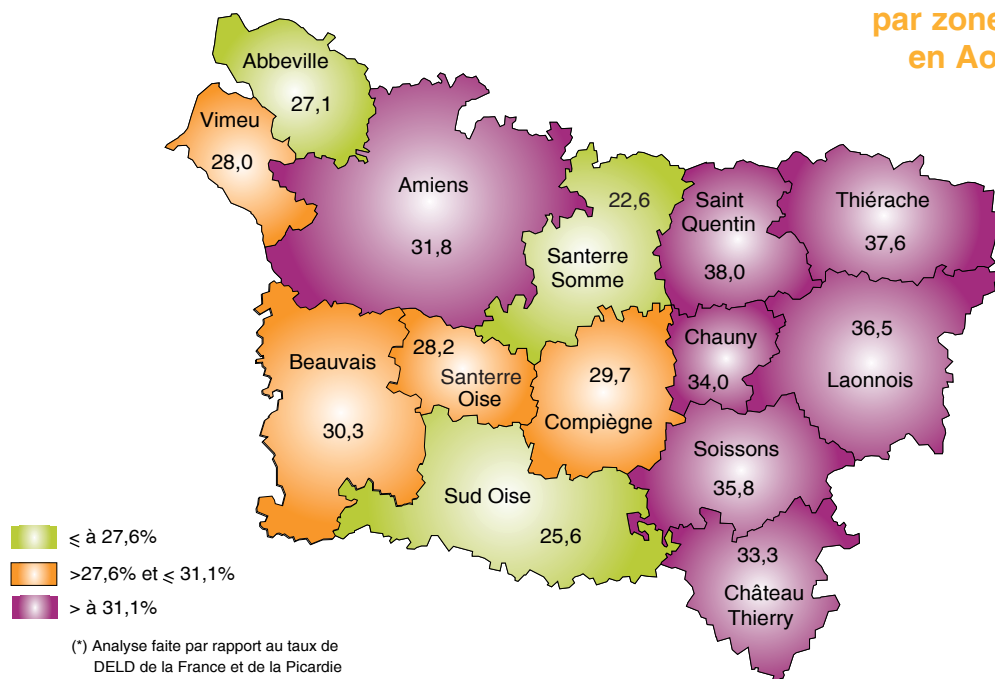 par zone
en Ao
Abbeville
27,1
Vimeu
28,0
Amiens
31,8
22,6
Santerre
Somme
Saint
Quentin
38,0
Thiérache
37,6
Beauvais
30,3
28,2
Santerre
Oise
29,7
Compiègne
Chauny
34,0
36,5
Laonnois
Soissons
35,8
Sud Oise
25,6
33,3
Château
Thierry
⩽ à 27,6%
>27,6% et ⩽ 31,1%
> à 31,1%
(*) Analyse faite par rapport au taux de
DELD de la France et de la Picardie